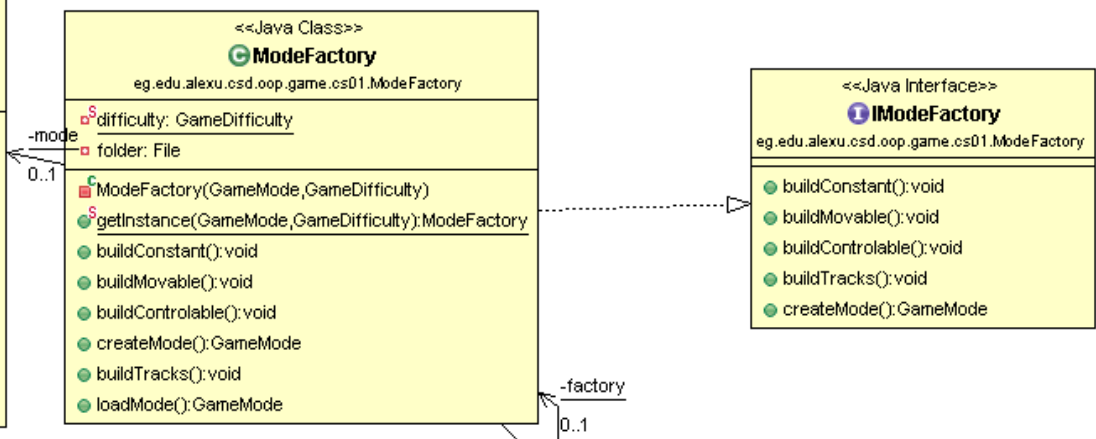 <<Java Class>>
ModeFactory
eg.edu.alexu.csd.oop.game.cs01.ModeFactory
difficulty: GameDifficulty
folder: File
ModeFactory(GameMode,GameDifficulty)
getInstance(GameMode,GameDifficulty):ModeFactory
buildConstant():void
buildMovable():void
buildControlable():void
createMode():GameMode
buildTracks():void
loadMode():GameMode
-mode
0..1
<<Java Interface>>
IModeFactory
eg.edu.alexu.csd.oop.game.cs01.ModeFactory
buildConstant():void
buildMovable():void
buildControlable():void
buildTracks():void
createMode():GameMode
-factory
0..1